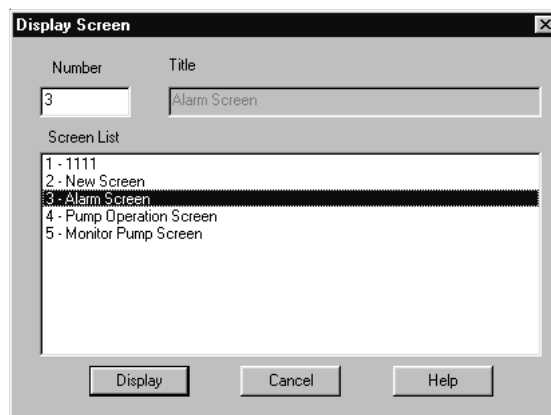 Display Screen
Number Title
3 Alarm Screen
Screen List
1 - 1111
2 - New Screen
3 - Alarm Screen
4 - Pump Operation Screen
5 - Monitor Pump Screen
Display Cancel Help